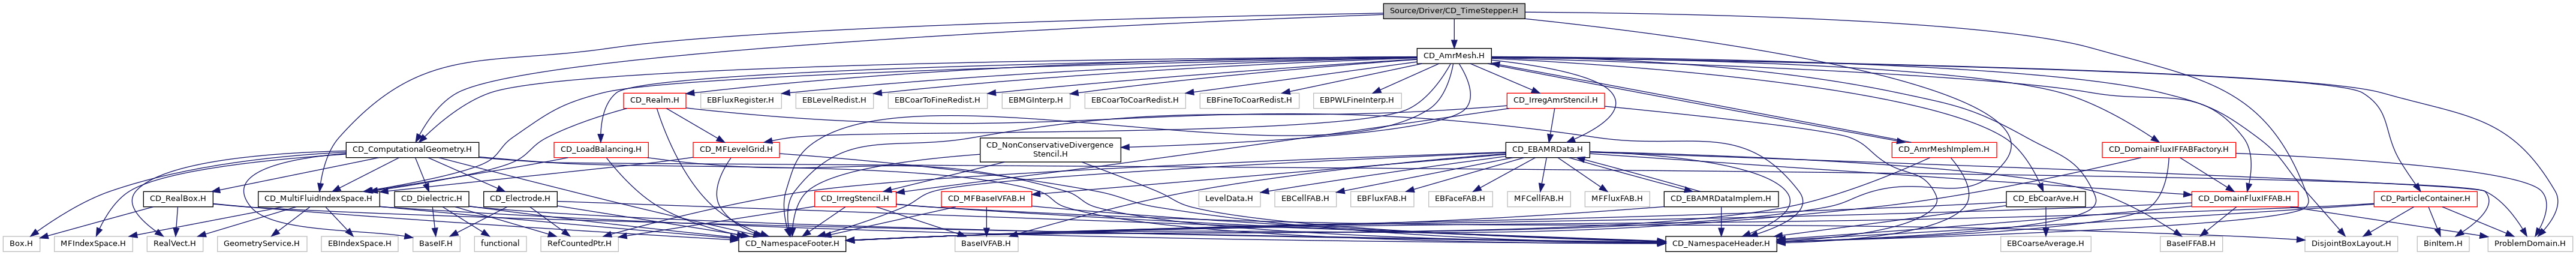 Source/Driver/CD_TimeStepper.H
CD_AmrMesh.H
CD_Realm.H
EBFluxRegister.H
EBLevelRedist.H
EBCoarToFineRedist.H
EBMGInterp.H
EBCoarToCoarRedist.H
EBFineToCoarRedist.H
EBPWLFineInterp.H
CD_IrregAmrStencil.H
CD_ComputationalGeometry.H
CD_LoadBalancing.H
CD_MFLevelGrid.H
CD_NonConservativeDivergence
Stencil.H
CD_EBAMRData.H
CD_AmrMeshImplem.H
CD_DomainFluxIFFABFactory.H
CD_RealBox.H
CD_MultiFluidIndexSpace.H
CD_Dielectric.H
CD_Electrode.H
CD_IrregStencil.H
CD_MFBaseIVFAB.H
LevelData.H
EBCellFAB.H
EBFluxFAB.H
EBFaceFAB.H
MFCellFAB.H
MFFluxFAB.H
CD_EBAMRDataImplem.H
CD_EbCoarAve.H
CD_DomainFluxIFFAB.H
CD_ParticleContainer.H
Box.H
MFIndexSpace.H
RealVect.H
GeometryService.H
EBIndexSpace.H
BaseIF.H
functional
RefCountedPtr.H
CD_NamespaceFooter.H
BaseIVFAB.H
CD_NamespaceHeader.H
EBCoarseAverage.H
BaseIFFAB.H
DisjointBoxLayout.H
BinItem.H
ProblemDomain.H